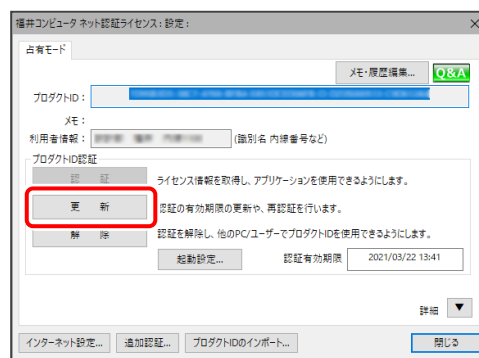 福井コンピュータ ネット認証ライセンス : 設定 :
占有モード
メモ・履歴編集... Q&A
プロダクトID :
メモ :
利用者情報 : (識別名 内線番号など)
プロダクトID認証
認 証 ライセンス情報を取得し、アプリケーションを使用できるようにします。
更 新 認証の有効期限の更新や、再認証を行います。
解 除 認証を解除し、他のPC/ユーザーでプロダクトIDを使用できるようにします。
起動設定... 認証有効期限 2021/03/22 13:41
詳細 ▼
インターネット設定... 追加認証... プロダクトIDのインポート... 閉じる